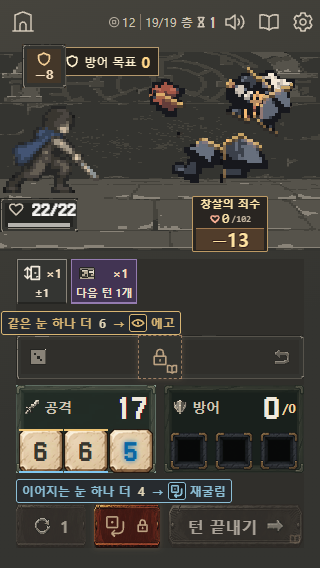 12 | 19/19 층 1
-8
방어 목표 0
22/22
창살의 죄수
0/102
-13
×1
±1
×1
다음 턴 1개
같은 눈 하나 더 6 → 예고
공격 17
방어 0/0
6 6 5
이어지는 눈 하나 더 4 → 재굴림
1
턴 끝내기